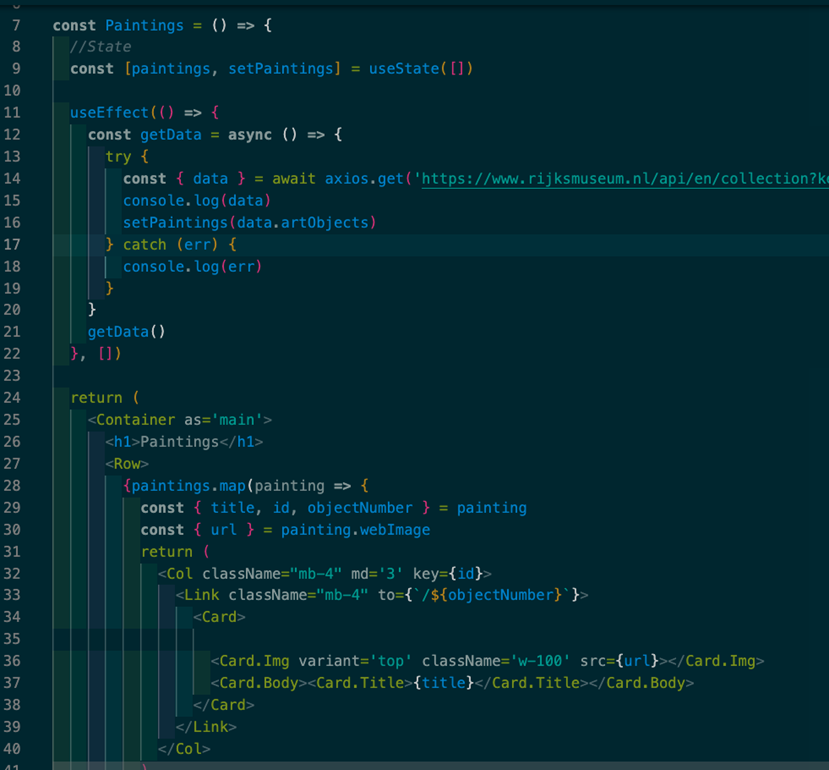 7 const Paintings = () => {
8 //State
9 const [paintings, setPaintings] = useState([])
10
11 useEffect(() => {
12 const getData = async () => {
13 try {
14 const { data } = await axios.get('https://www.rijksmuseum.nl/api/en/collection?ke
15 console.log(data)
16 setPaintings(data.artObjects)
17 } catch (err) {
18 console.log(err)
19 }
20 }
21 getData()
22 }, [])
23
24 return (
25 <Container as='main'>
26 <h1>Paintings</h1>
27 <Row>
28 {paintings.map(painting => {
29 const { title, id, objectNumber } = painting
30 const { url } = painting.webImage
31 return (
32 <Col className="mb-4" md='3' key={id}>
33 <Link className="mb-4" to={`/${objectNumber}`}>
34 <Card>
35
36 <Card.Img variant='top' className='w-100' src={url}></Card.Img>
37 <Card.Body><Card.Title>{title}</Card.Title></Card.Body>
38 </Card>
39 </Link>
40 </Col>
41 )